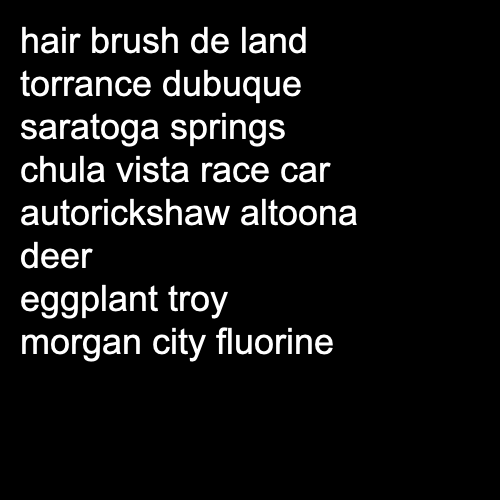 hair brush de land
torrance dubuque
saratoga springs
chula vista race car
autorickshaw altoona
deer
eggplant troy
morgan city fluorine